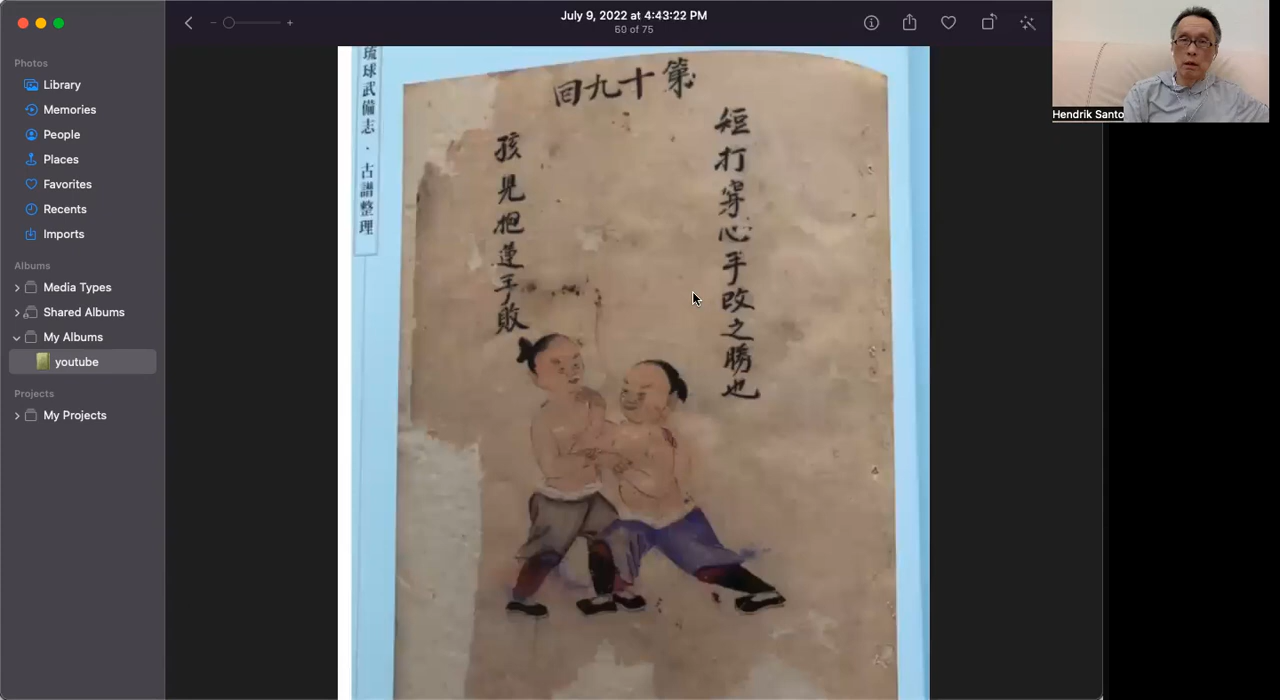 July 9, 2022 at 4:43:22 PM
60 of 75
Photos
Library
Memories
People
Places
Favorites
Recents
Imports
Albums
Media Types
Shared Albums
My Albums
youtube
Projects
My Projects
Hendrik Santo
琉球武備志·古譜整理
第十九回
短打穿心手改之勝也
孩兒抱蓮手敗